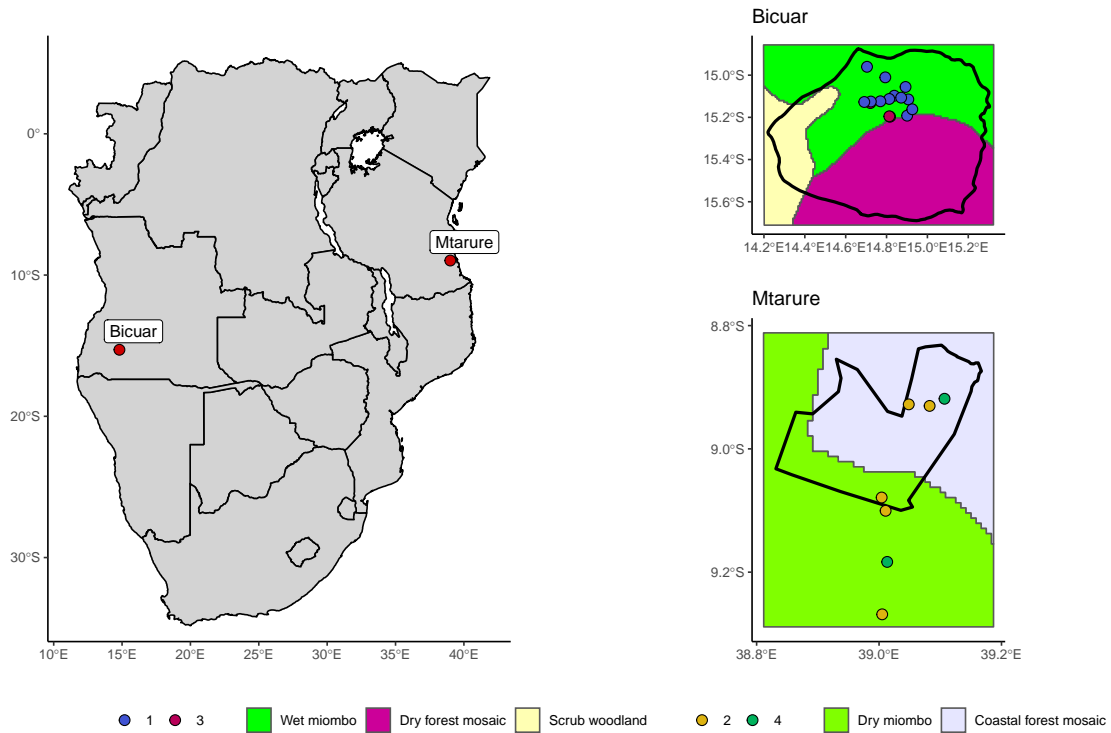 Bicuar
15.0°S
15.2°S
15.4°S
15.6°S
14.2°E14.4°E14.6°E14.8°E15.0°E15.2°E
0°
10°S
20°S
30°S
10°E 15°E 20°E 25°E 30°E 35°E 40°E
Mtarure
Bicuar
Mtarure
8.8°S
9.0°S
9.2°S
38.8°E 39.0°E 39.2°E
1 3 Wet miombo Dry forest mosaic Scrub woodland
2 4 Dry miombo Coastal forest mosaic